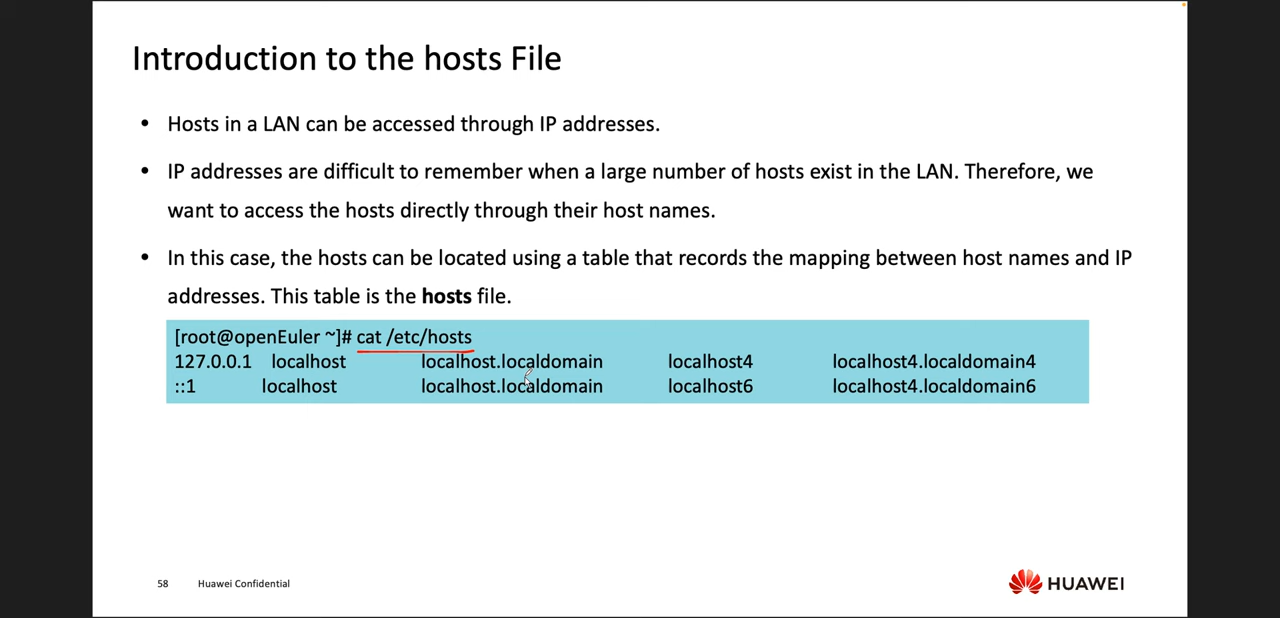 Introduction to the hosts File
• Hosts in a LAN can be accessed through IP addresses.
• IP addresses are difficult to remember when a large number of hosts exist in the LAN. Therefore, we
want to access the hosts directly through their host names.
• In this case, the hosts can be located using a table that records the mapping between host names and IP
addresses. This table is the hosts file.
[root@openEuler ~]# cat /etc/hosts
127.0.0.1 localhost localhost.localdomain localhost4 localhost4.localdomain4
::1 localhost localhost.localdomain localhost6 localhost4.localdomain6
58 Huawei Confidential
HUAWEI